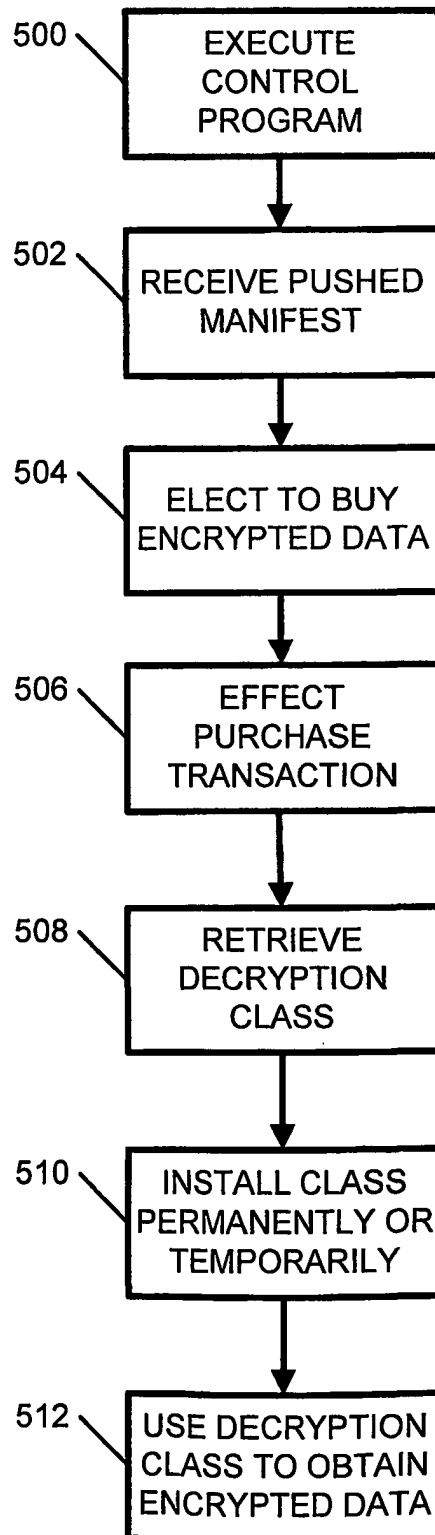 500
EXECUTE
CONTROL
PROGRAM
502
RECEIVE PUSHED
MANIFEST
504
ELECT TO BUY
ENCRYPTED DATA
506
EFFECT
PURCHASE
TRANSACTION
508
RETRIEVE
DECRYPTION
CLASS
510
INSTALL CLASS
PERMANENTLY OR
TEMPORARILY
512
USE DECRYPTION
CLASS TO OBTAIN
ENCRYPTED DATA